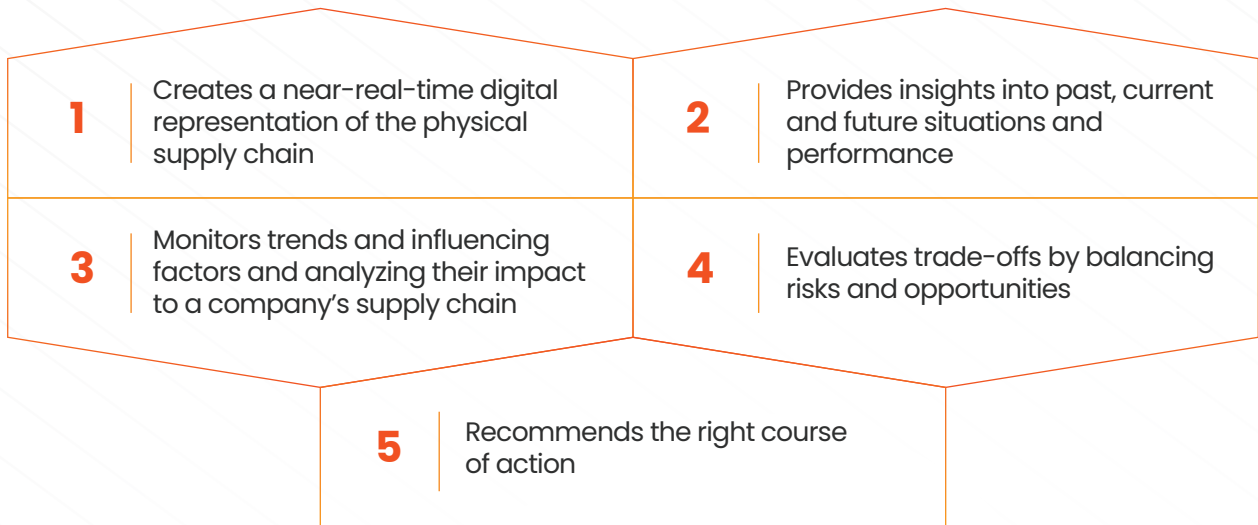 1
Creates a near-real-time digital
representation of the physical
supply chain
2
Provides insights into past, current
and future situations and
performance
3
Monitors trends and influencing
factors and analyzing their impact
to a company’s supply chain
4
Evaluates trade-offs by balancing
risks and opportunities
5
Recommends the right course
of action